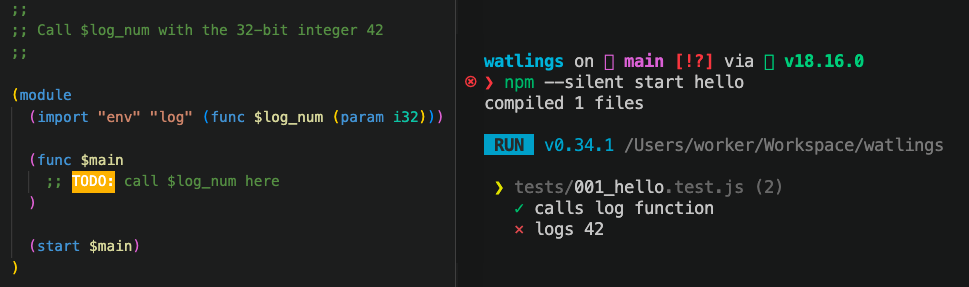 ;;
;; Call $log_num with the 32-bit integer 42
;;
(module
(import "env" "log" (func $log_num (param i32)))
(func $main
;; TODO: call $log_num here
)
(start $main)
)
watlings on main [!?] via v18.16.0
❯ npm --silent start hello
compiled 1 files
RUN v0.34.1 /Users/worker/Workspace/watlings
❯ tests/001_hello.test.js (2)
✓ calls log function
× logs 42